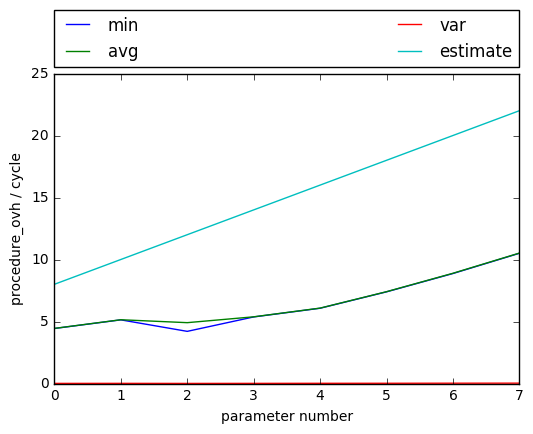 min
var
avg
estimate
25
20
15
10
5
0
procedure_ovh / cycle
0 1 2 3 4 5 6 7
parameter number